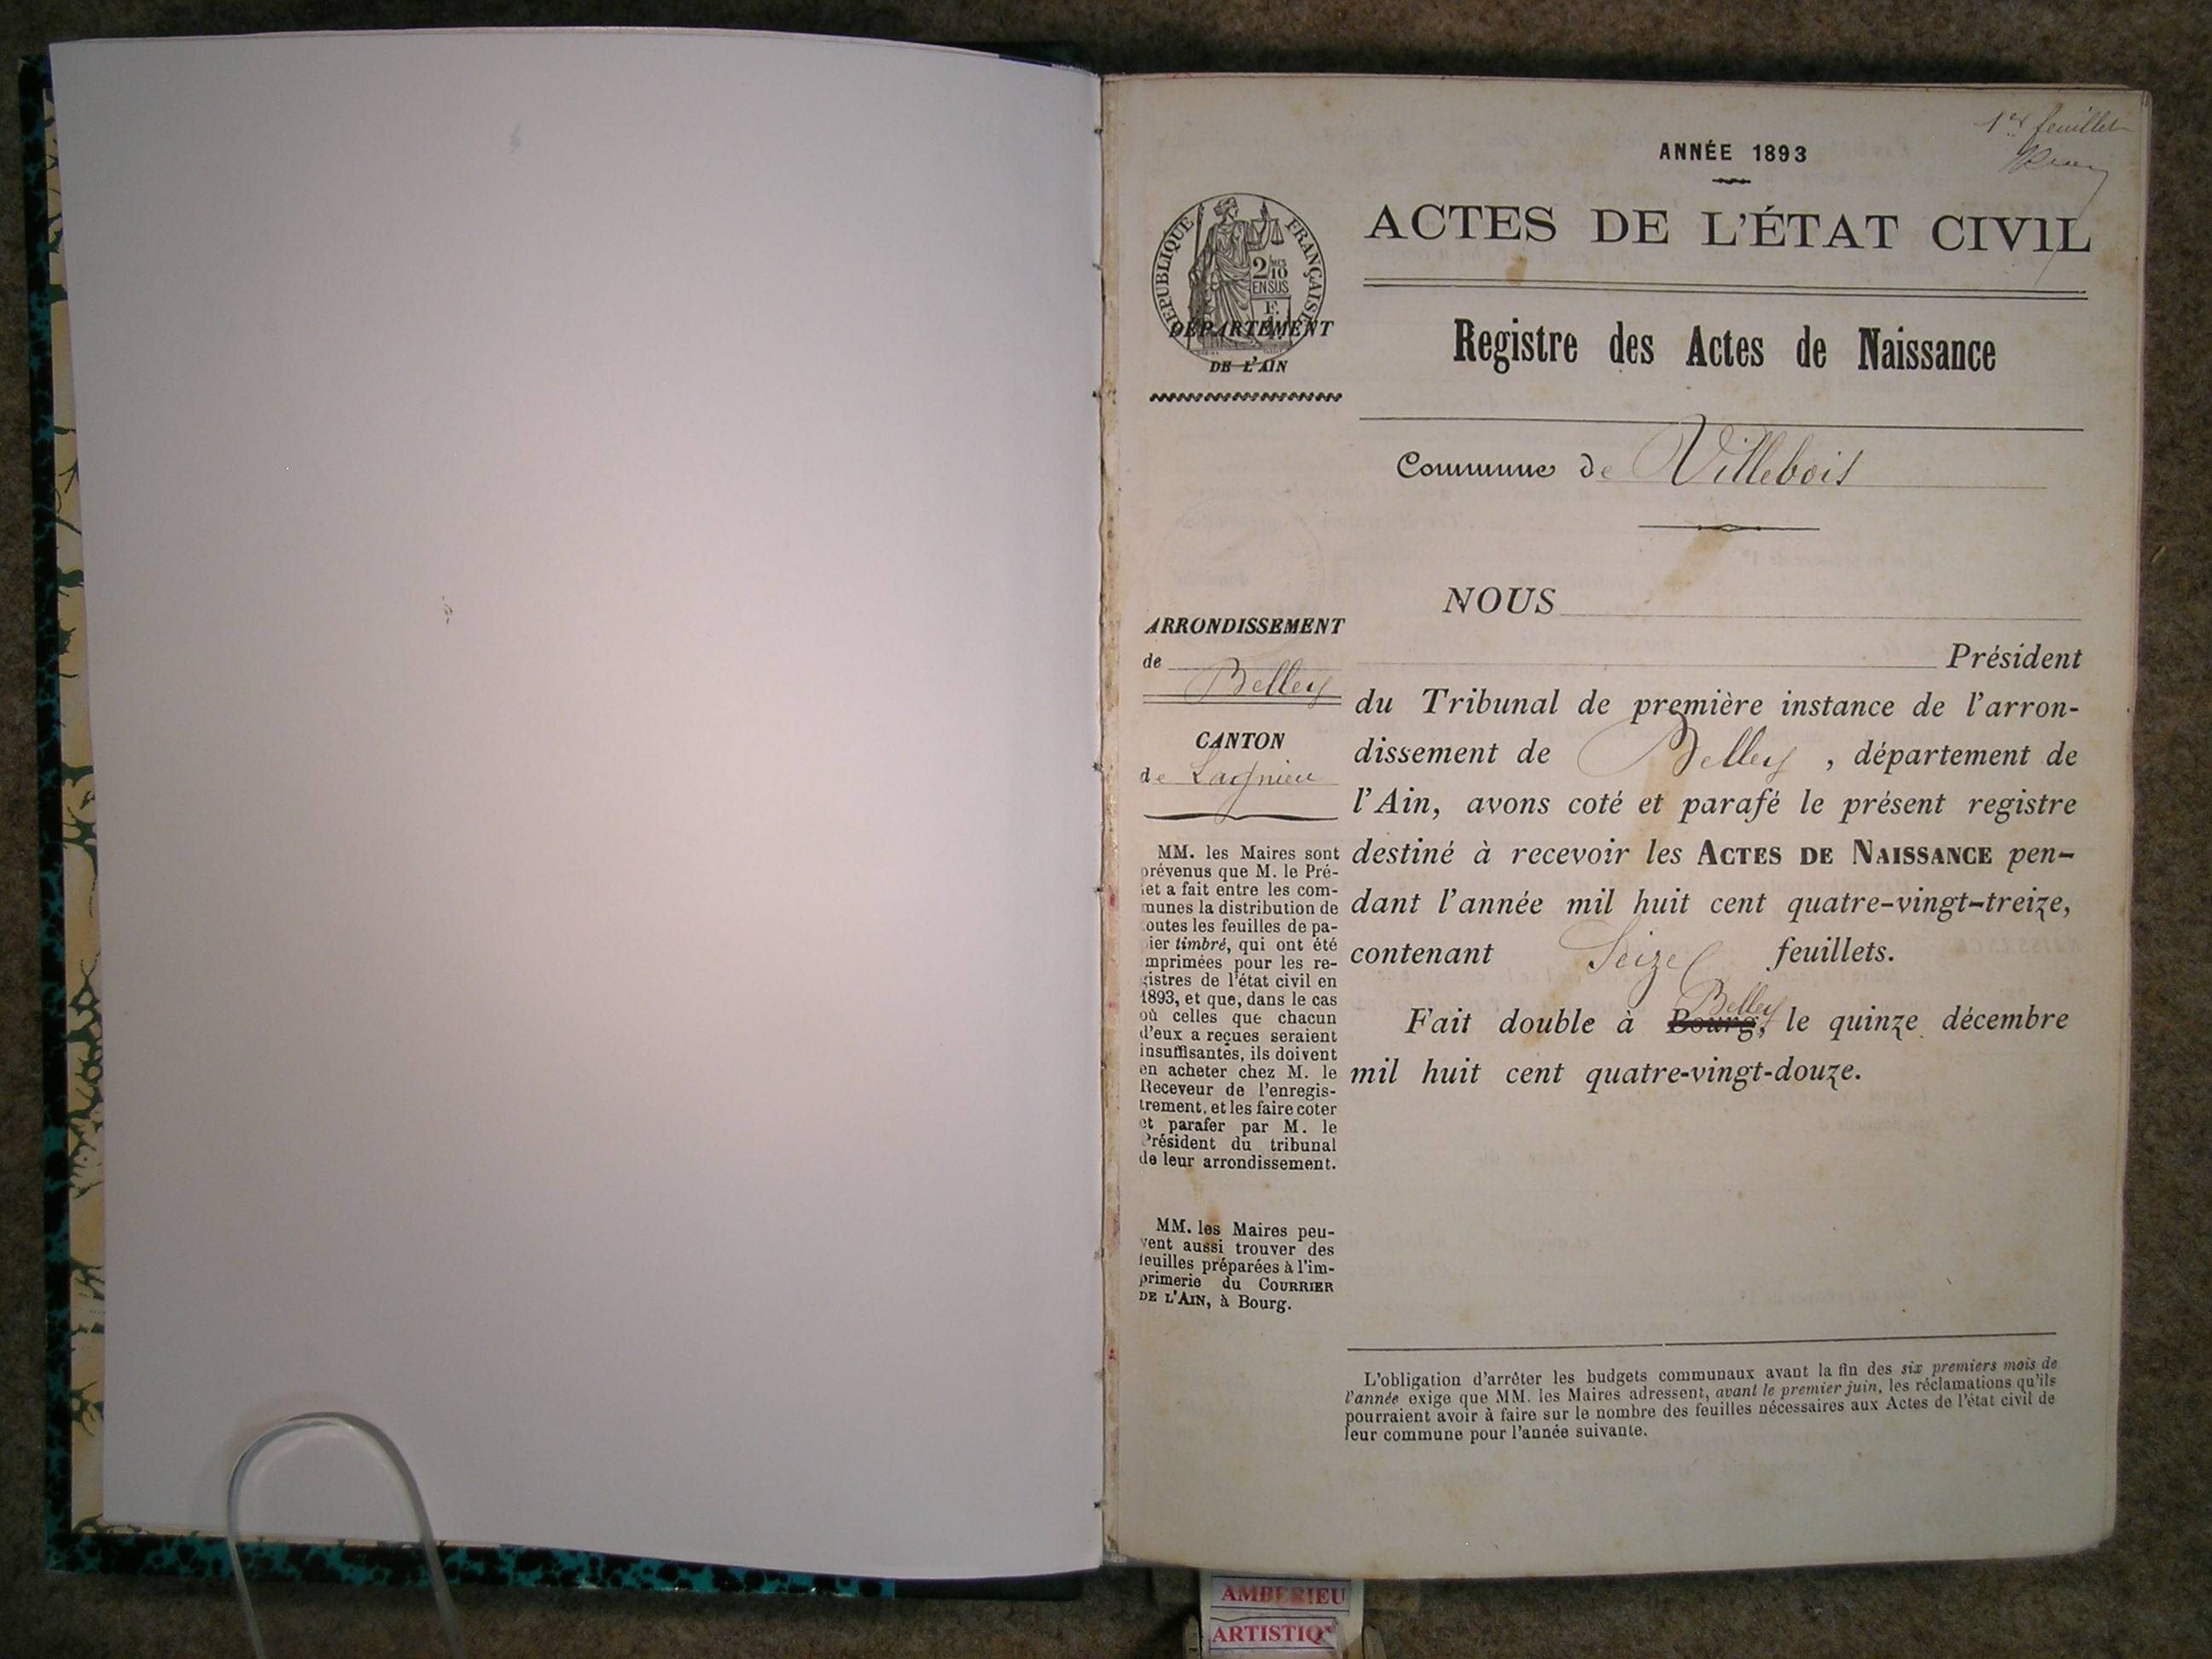 1er feuillet
ANNÉE 1893
ACTES DE L'ÉTAT CIVIL
RÉPUBLIQUE FRANÇAISE
2/10
EN SUS
DÉPARTEMENT
DE L'AIN
Registre des Actes de Naissance
Commune de Villebois
ARRONDISSEMENT
de Belley
CANTON
de Lagnieu
MM. les Maires sont
prévenus que M. le Pré-
fet a fait entre les com-
munes la distribution de
toutes les feuilles de pa-
pier timbré, qui ont été
imprimées pour les re-
gistres de l'état civil en
1893, et que, dans le cas
où celles que chacun
d'eux a reçues seraient
insuffisantes, ils doivent
en acheter chez M. le
Receveur de l'enregis-
trement, et les faire coter
et parafer par M. le
Président du tribunal
de leur arrondissement.
MM. les Maires peu-
vent aussi trouver des
feuilles préparées à l'im-
primerie du COURRIER
DE L'AIN, à Bourg.
NOUS
Président
du Tribunal de première instance de l'arron-
dissement de Belley, département de
l'Ain, avons coté et parafé le présent registre
destiné à recevoir les ACTES DE NAISSANCE pen-
dant l'année mil huit cent quatre-vingt-treize,
contenant Seize feuillets.
Belley
Fait double à Bourg, le quinze décembre
mil huit cent quatre-vingt-douze.
L'obligation d'arrêter les budgets communaux avant la fin des six premiers mois de
l'année exige que MM. les Maires adressent, avant le premier juin, les réclamations qu'ils
pourraient avoir à faire sur le nombre des feuilles nécessaires aux Actes de l'état civil de
leur commune pour l'année suivante.
AMBERIEU
ARTISTIQ